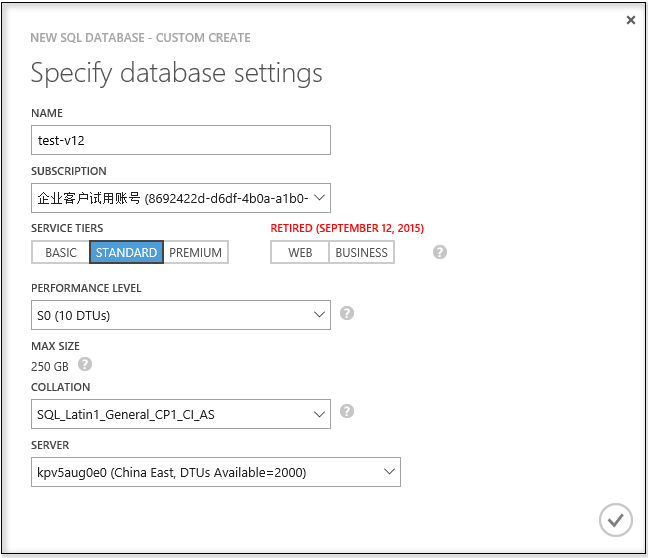 NEW SQL DATABASE - CUSTOM CREATE
Specify database settings
NAME
test-v12
SUBSCRIPTION
企业客户试用账号 (8692422d-d6df-4b0a-a1b0-
SERVICE TIERS
RETIRED (SEPTEMBER 12, 2015)
BASIC STANDARD PREMIUM WEB BUSINESS ?
PERFORMANCE LEVEL
S0 (10 DTUs) ?
MAX SIZE
250 GB ?
COLLATION
SQL_Latin1_General_CP1_CI_AS ?
SERVER
kpv5aug0e0 (China East, DTUs Available=2000)